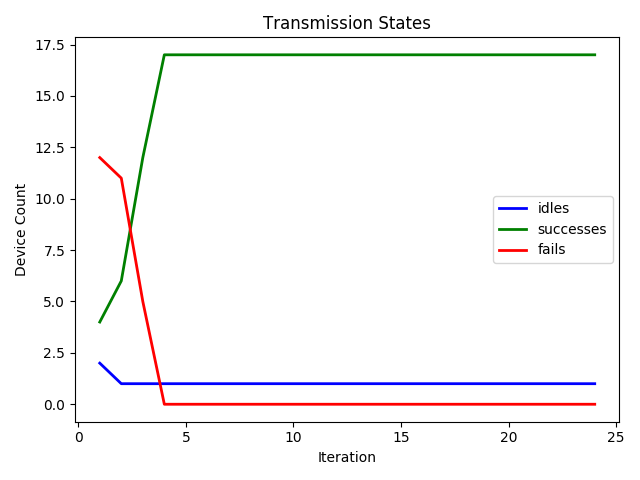 Transmission States
17.5
15.0
12.5
10.0
7.5
5.0
2.5
0.0
Device Count
idles
successes
fails
0 5 10 15 20 25
Iteration